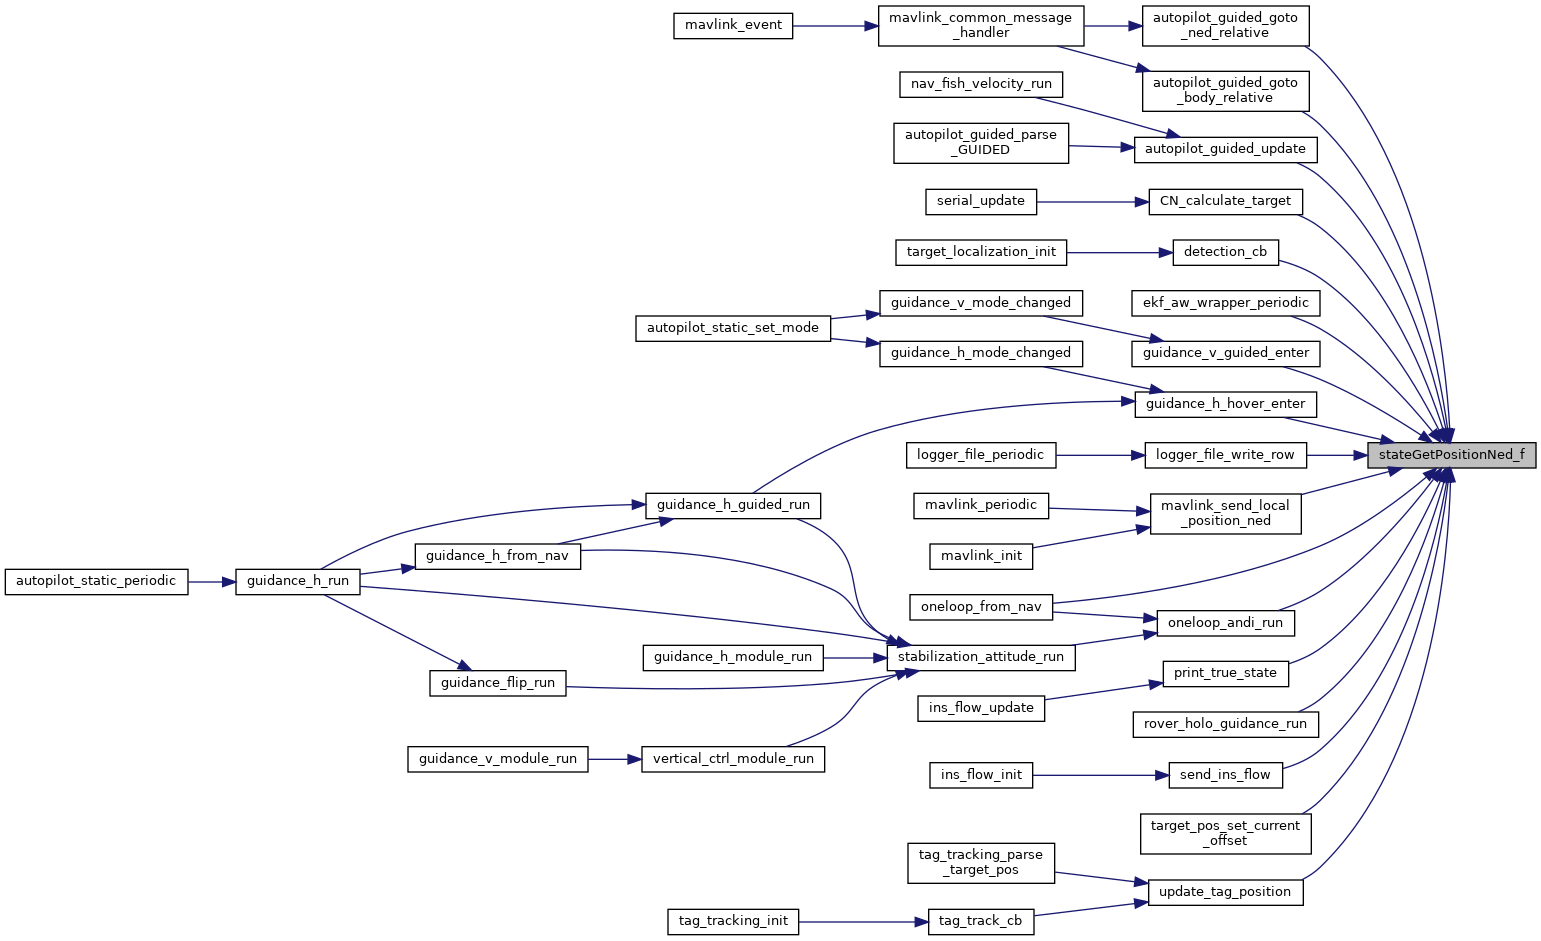 mavlink_event
mavlink_common_message
_handler
autopilot_guided_goto
_ned_relative
nav_fish_velocity_run
autopilot_guided_goto
_body_relative
autopilot_guided_parse
_GUIDED
autopilot_guided_update
serial_update
CN_calculate_target
target_localization_init
detection_cb
guidance_v_mode_changed
ekf_aw_wrapper_periodic
autopilot_static_set_mode
guidance_h_mode_changed
guidance_v_guided_enter
guidance_h_hover_enter
logger_file_periodic
logger_file_write_row
stateGetPositionNed_f
guidance_h_guided_run
mavlink_periodic
mavlink_send_local
_position_ned
guidance_h_from_nav
mavlink_init
autopilot_static_periodic
guidance_h_run
oneloop_from_nav
oneloop_andi_run
guidance_h_module_run
stabilization_attitude_run
guidance_flip_run
print_true_state
ins_flow_update
rover_holo_guidance_run
guidance_v_module_run
vertical_ctrl_module_run
ins_flow_init
send_ins_flow
target_pos_set_current
_offset
tag_tracking_parse
_target_pos
update_tag_position
tag_tracking_init
tag_track_cb